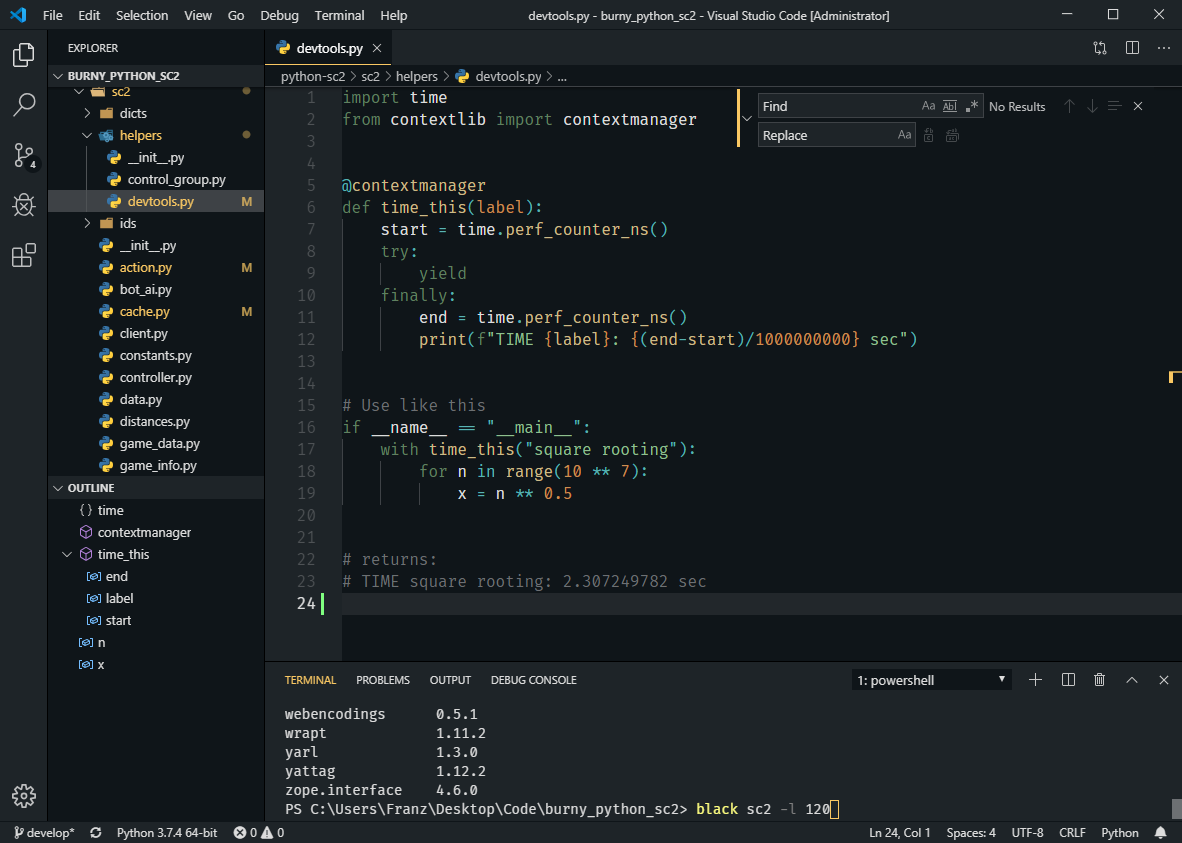 File Edit Selection View Go Debug Terminal Help devtools.py - burny_python_sc2 - Visual Studio Code [Administrator]
EXPLORER
BURNY_PYTHON_SC2
sc2
dicts
helpers
__init__.py
control_group.py
devtools.py M
ids
__init__.py
action.py M
bot_ai.py
cache.py M
client.py
constants.py
controller.py
data.py
distances.py
game_data.py
game_info.py
OUTLINE
{} time
contextmanager
time_this
end
label
start
n
x
4
devtools.py
python-sc2 > sc2 > helpers > devtools.py > ...
Find Aa Abl .* No Results
Replace Aa
1 import time
2 from contextlib import contextmanager
3
4
5 @contextmanager
6 def time_this(label):
7 start = time.perf_counter_ns()
8 try:
9 yield
10 finally:
11 end = time.perf_counter_ns()
12 print(f"TIME {label}: {(end-start)/1000000000} sec")
13
14
15 # Use like this
16 if __name__ == "__main__":
17 with time_this("square rooting"):
18 for n in range(10 ** 7):
19 x = n ** 0.5
20
21
22 # returns:
23 # TIME square rooting: 2.307249782 sec
24
TERMINAL PROBLEMS OUTPUT DEBUG CONSOLE 1: powershell
webencodings 0.5.1
wrapt 1.11.2
yarl 1.3.0
yattag 1.12.2
zope.interface 4.6.0
PS C:\Users\Franz\Desktop\Code\burny_python_sc2> black sc2 -l 120
develop* Python 3.7.4 64-bit 0 0 Ln 24, Col 1 Spaces: 4 UTF-8 CRLF Python